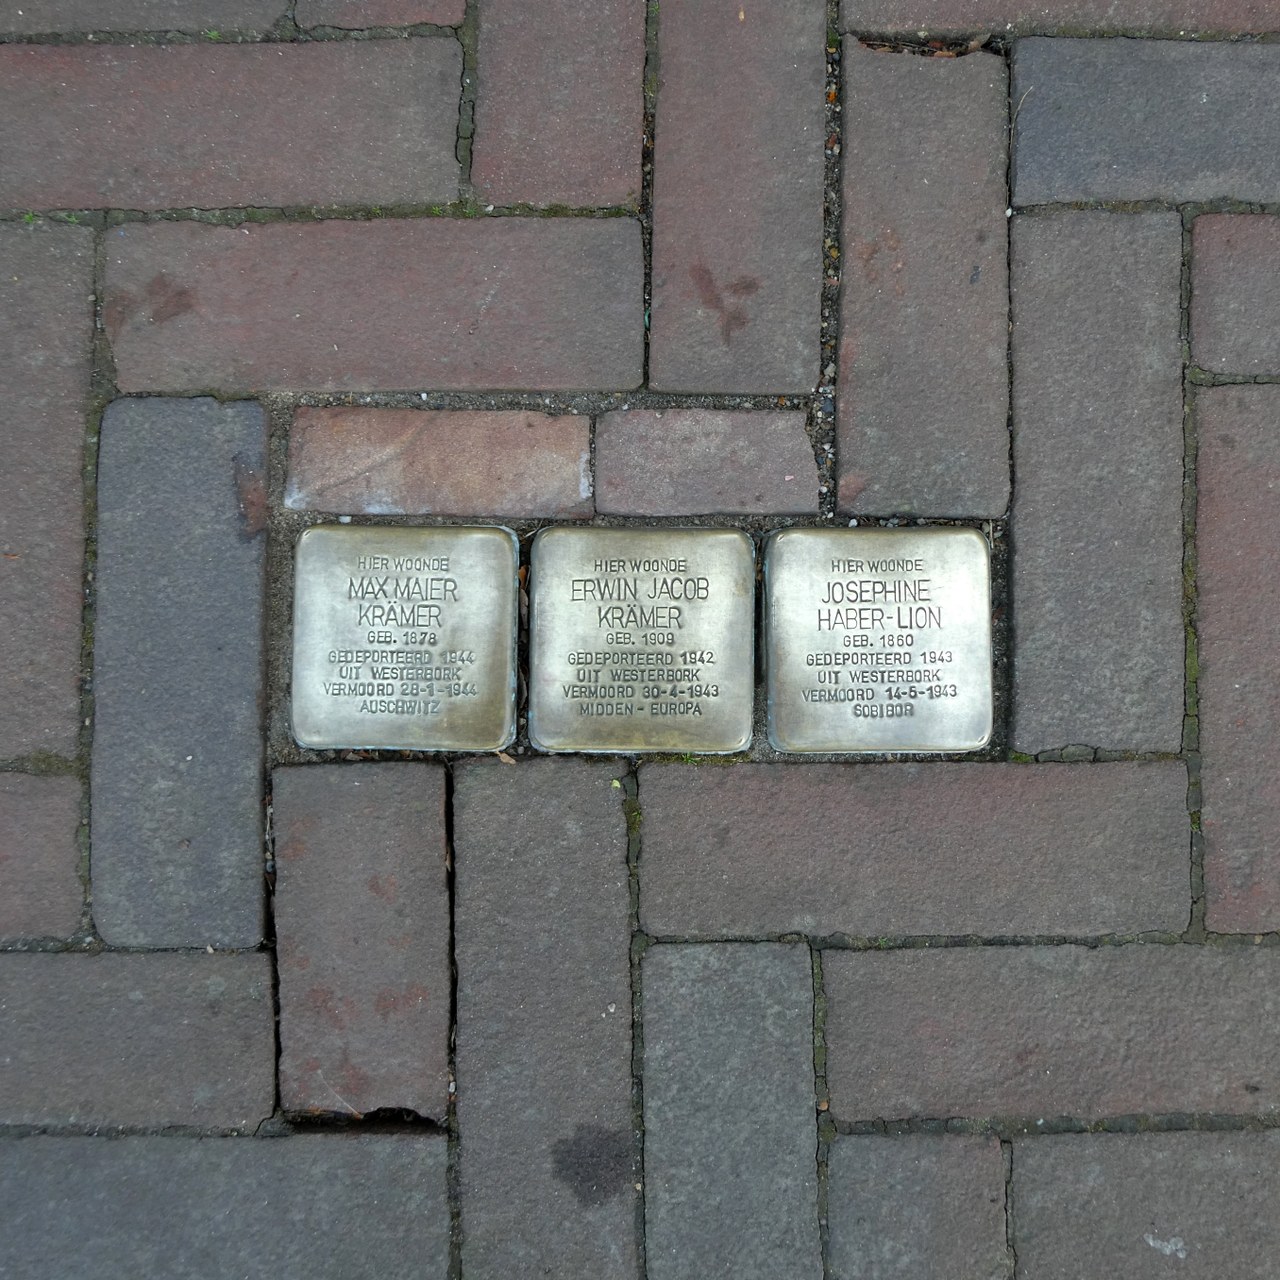 HIER WOONDE
MAX MAIER
KRÄMER
GEB. 1878
GEDEPORTEERD 1944
UIT WESTERBORK
VERMOORD 28-1-1944
AUSCHWITZ
HIER WOONDE
ERWIN JACOB
KRÄMER
GEB. 1909
GEDEPORTEERD 1942
UIT WESTERBORK
VERMOORD 30-4-1943
MIDDEN-EUROPA
HIER WOONDE
JOSEPHINE
HABER-LION
GEB. 1860
GEDEPORTEERD 1943
UIT WESTERBORK
VERMOORD 14-5-1943
SOBIBOR